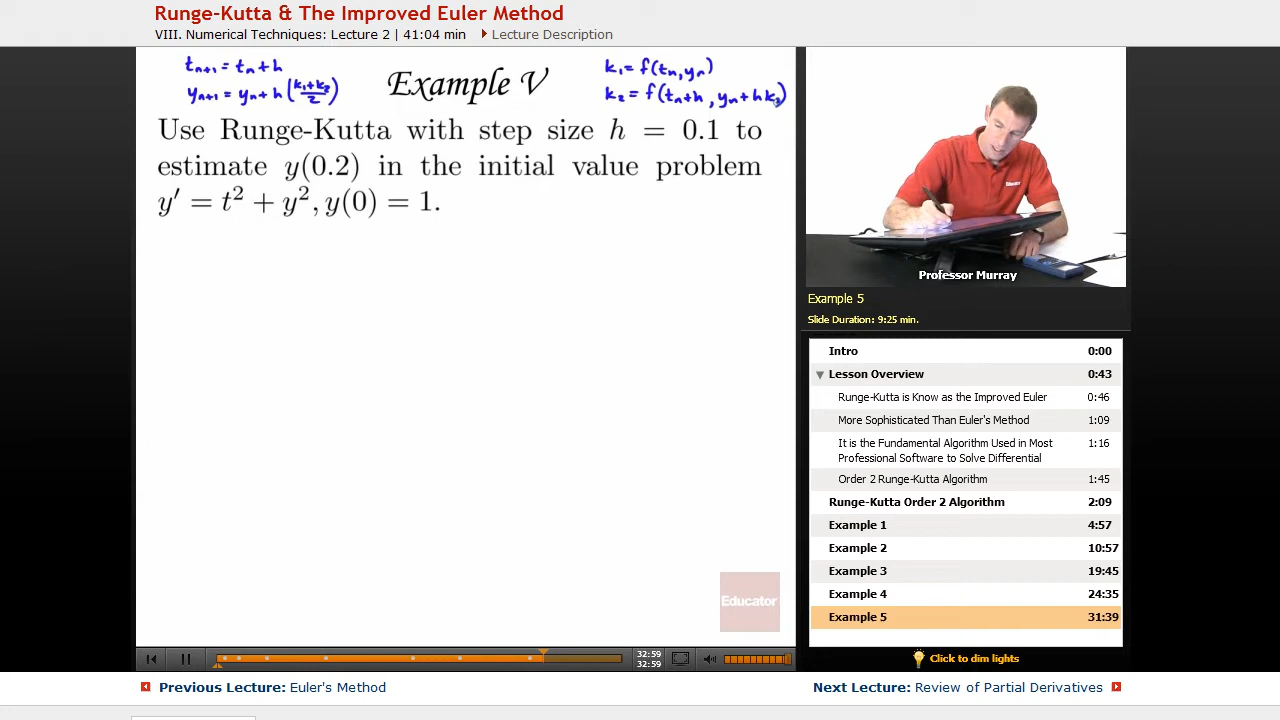 Runge-Kutta & The Improved Euler Method
VIII. Numerical Techniques: Lecture 2 | 41:04 min Lecture Description
tₙ₊₁ = tₙ + h
yₙ₊₁ = yₙ + h (k₁+k₂/2)
Example V
k₁ = f(tₙ, yₙ)
k₂ = f(tₙ+h, yₙ+hk₁)
Use Runge-Kutta with step size h = 0.1 to
estimate y(0.2) in the initial value problem
y′ = t² + y², y(0) = 1.
Educator
Professor Murray
Example 5
Slide Duration: 9:25 min.
Intro 0:00
Lesson Overview 0:43
Runge-Kutta is Know as the Improved Euler 0:46
More Sophisticated Than Euler's Method 1:09
It is the Fundamental Algorithm Used in Most 1:16
Professional Software to Solve Differential
Order 2 Runge-Kutta Algorithm 1:45
Runge-Kutta Order 2 Algorithm 2:09
Example 1 4:57
Example 2 10:57
Example 3 19:45
Example 4 24:35
Example 5 31:39
32:59
32:59
Click to dim lights
Previous Lecture: Euler's Method
Next Lecture: Review of Partial Derivatives